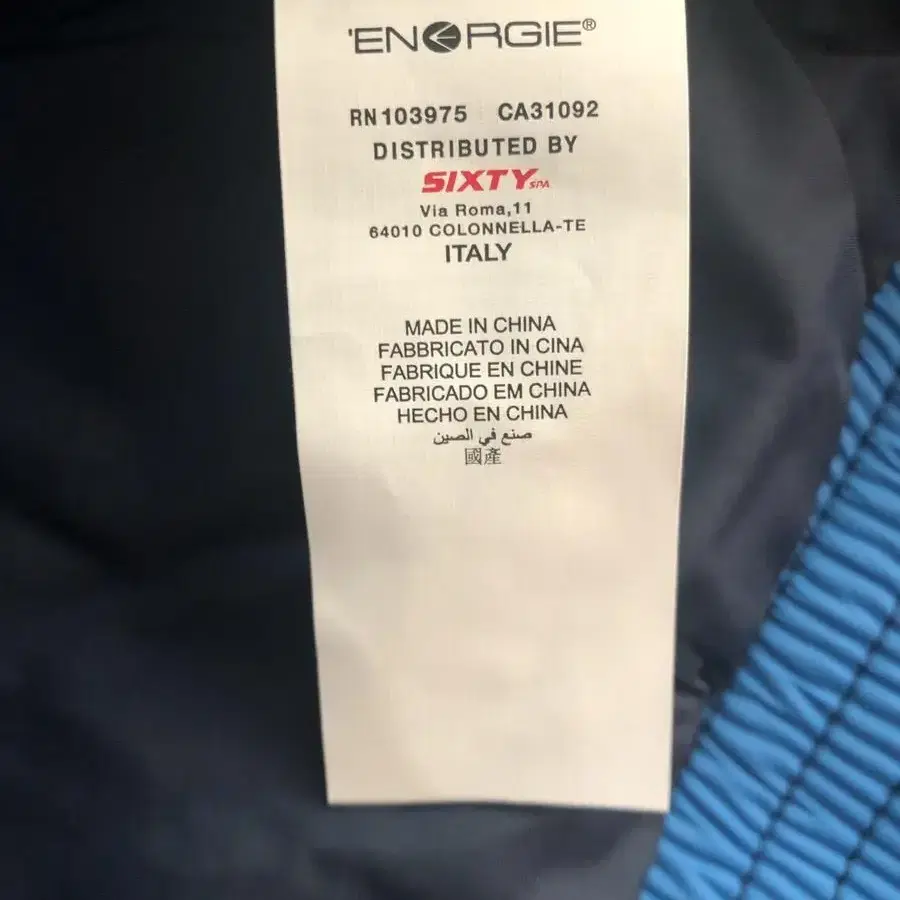 'ENERGIE®
RN103975 CA31092
DISTRIBUTED BY
SIXTY SPA
Via Roma,11
64010 COLONNELLA-TE
ITALY
MADE IN CHINA
FABBRICATO IN CINA
FABRIQUE EN CHINE
FABRICADO EM CHINA
HECHO EN CHINA
صنع في الصين
國產